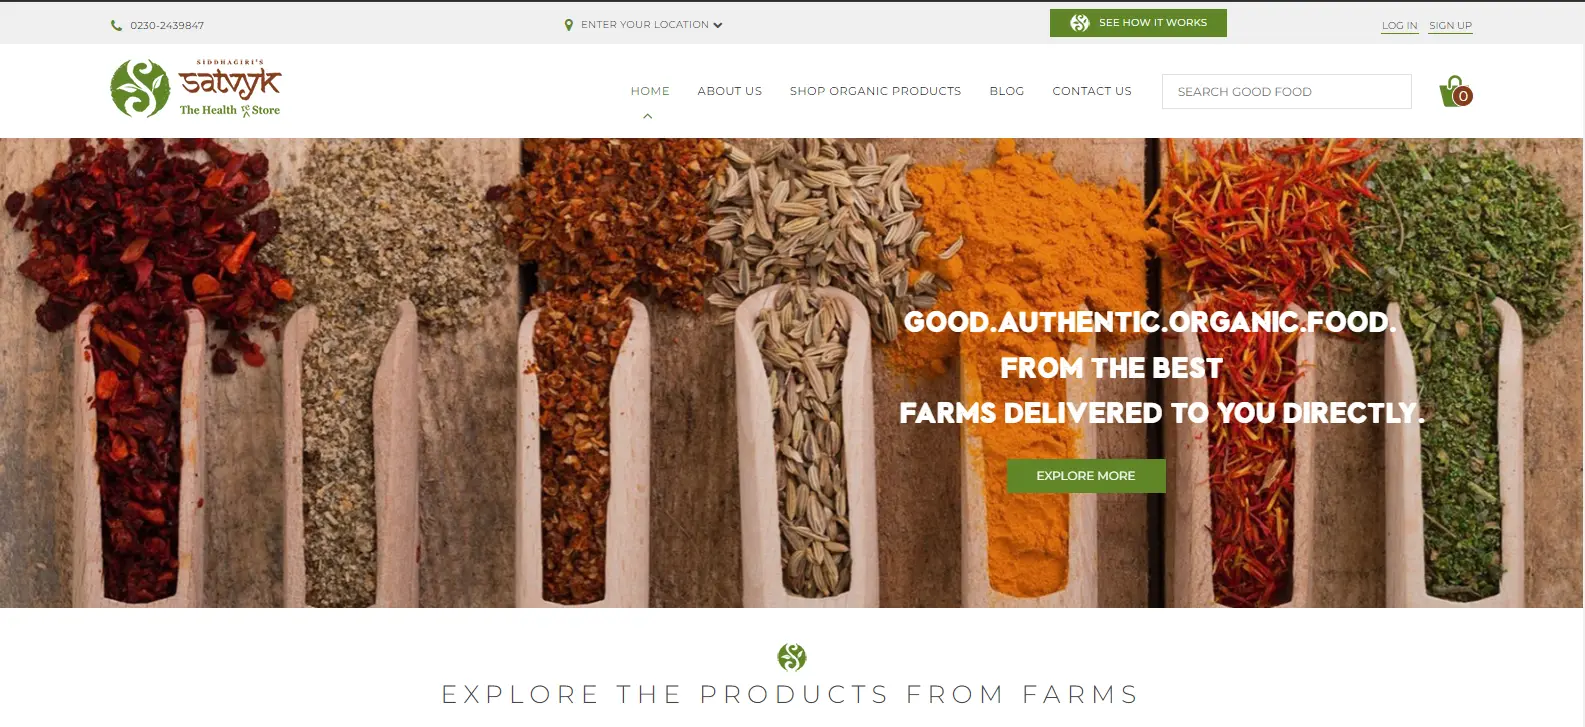 0230-2439847
ENTER YOUR LOCATION
SEE HOW IT WORKS
LOG IN
SIGN UP
SIDDHAGIRI'S
satvyk
The Health Store
HOME
ABOUT US
SHOP ORGANIC PRODUCTS
BLOG
CONTACT US
SEARCH GOOD FOOD
0
GOOD.AUTHENTIC.ORGANIC.FOOD.
FROM THE BEST
FARMS DELIVERED TO YOU DIRECTLY.
EXPLORE MORE
EXPLORE THE PRODUCTS FROM FARMS